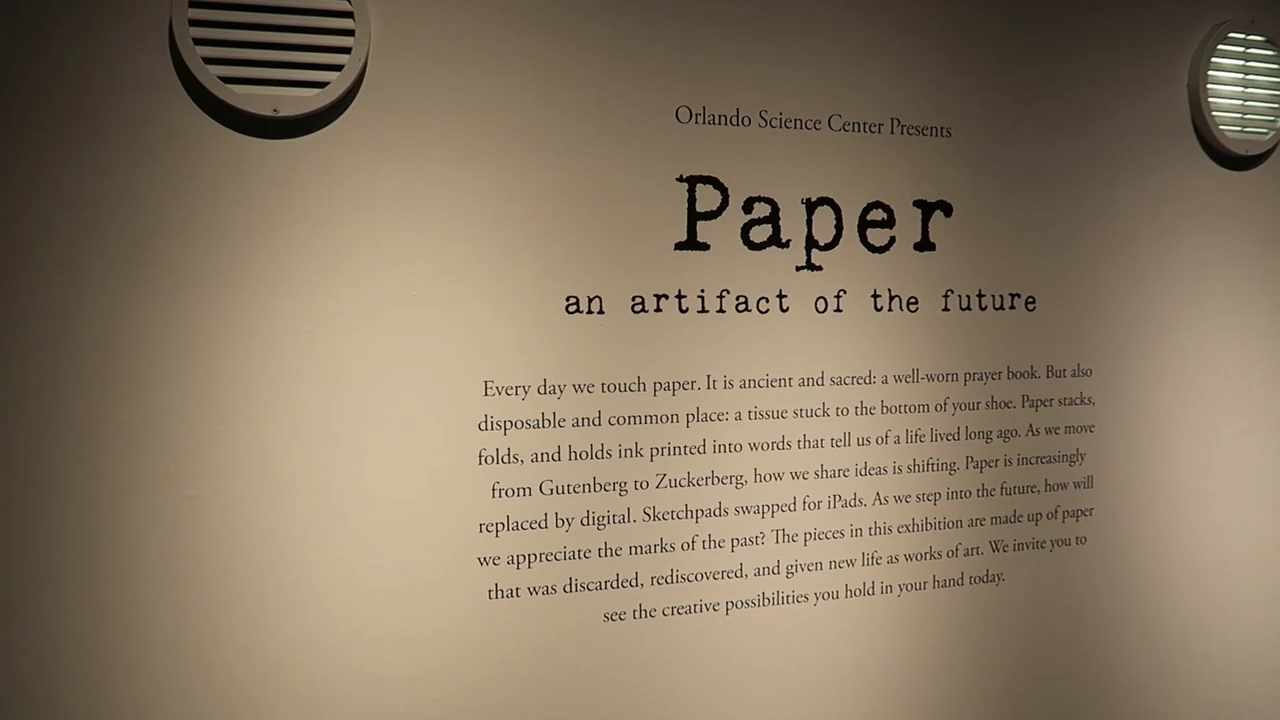 Orlando Science Center Presents
Paper
an artifact of the future
Every day we touch paper. It is ancient and sacred: a well-worn prayer book. But also
disposable and common place: a tissue stuck to the bottom of your shoe. Paper stacks,
folds, and holds ink printed into words that tell us of a life lived long ago. As we move
from Gutenberg to Zuckerberg, how we share ideas is shifting. Paper is increasingly
replaced by digital. Sketchpads swapped for iPads. As we step into the future, how will
we appreciate the marks of the past? The pieces in this exhibition are made up of paper
that was discarded, rediscovered, and given new life as works of art. We invite you to
see the creative possibilities you hold in your hand today.